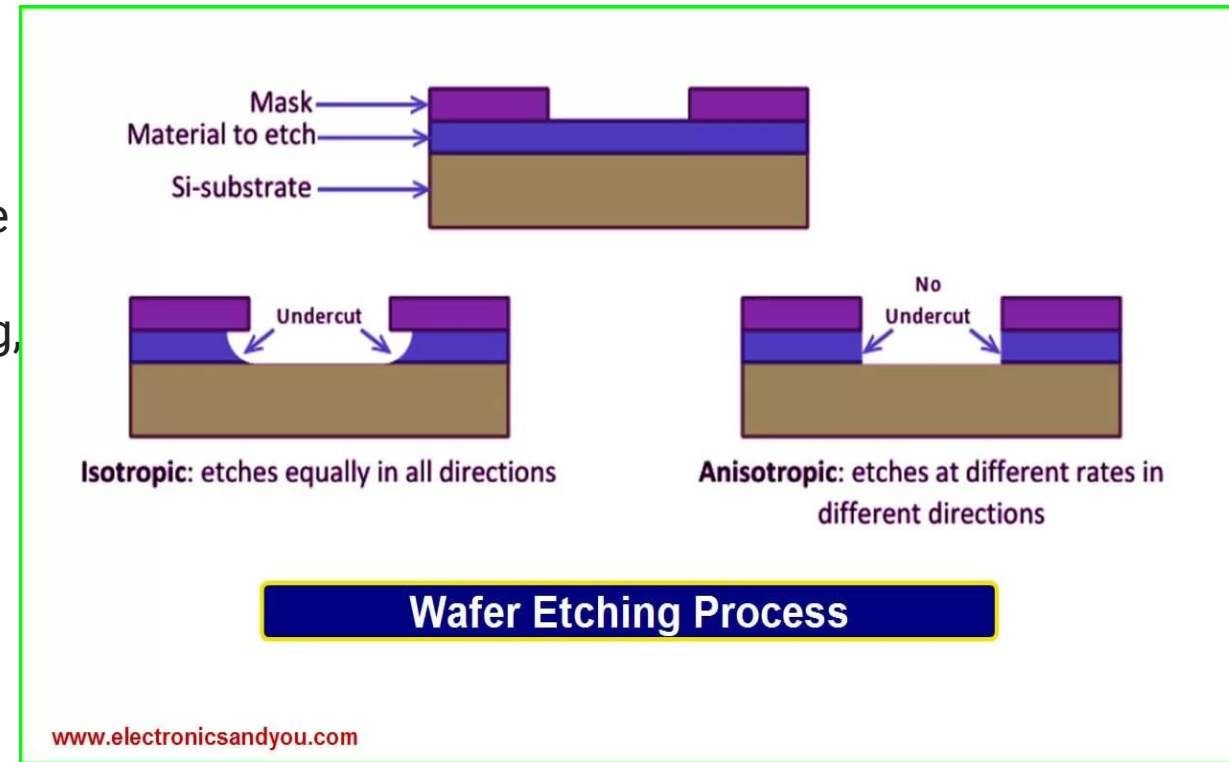 Mask
Material to etch
Si-substrate
e
g,
Undercut
No
Undercut
Isotropic: etches equally in all directions
Anisotropic: etches at different rates in
different directions
Wafer Etching Process
www.electronicsandyou.com